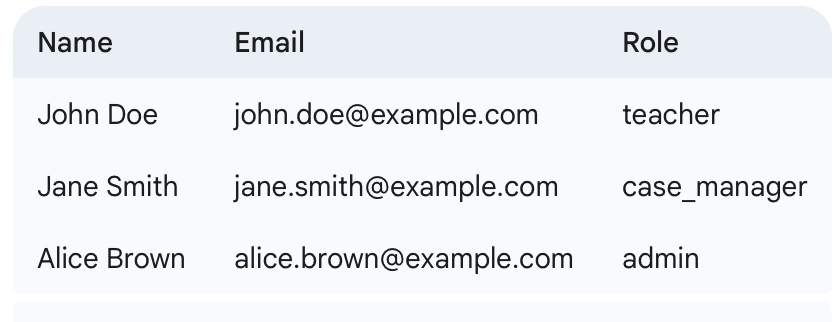 Name Email Role
John Doe john.doe@example.com teacher
Jane Smith jane.smith@example.com case_manager
Alice Brown alice.brown@example.com admin